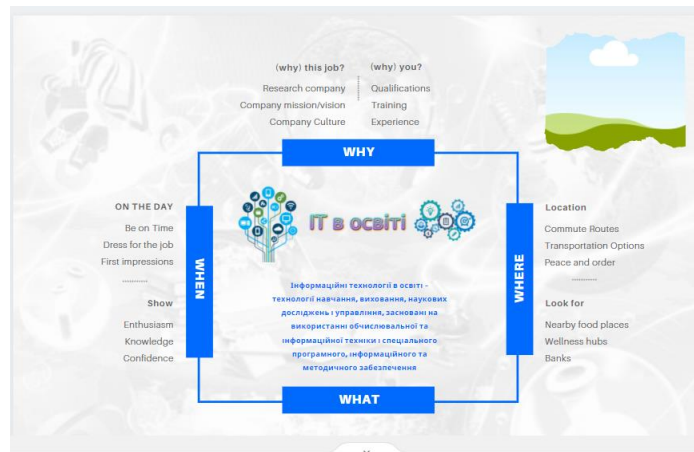 (why) this job?
(why) you?
Research company
Company mission/vision
Company Culture
Qualifications
Training
Experience
WHY
ON THE DAY
Be on Time
Dress for the job
First impressions
Show
Enthusiasm
Knowledge
Confidence
WHEN
ІТ в освіті
Інформаційні технології в освіті -
технології навчання, виховання, наукових
досліджень і управління, засновані на
використанні обчислювальної та
інформаційної техніки і спеціального
програмного, інформаційного та
методичного забезпечення
WHERE
Location
Commute Routes
Transportation Options
Peace and order
Look for
Nearby food places
Wellness hubs
Banks
WHAT